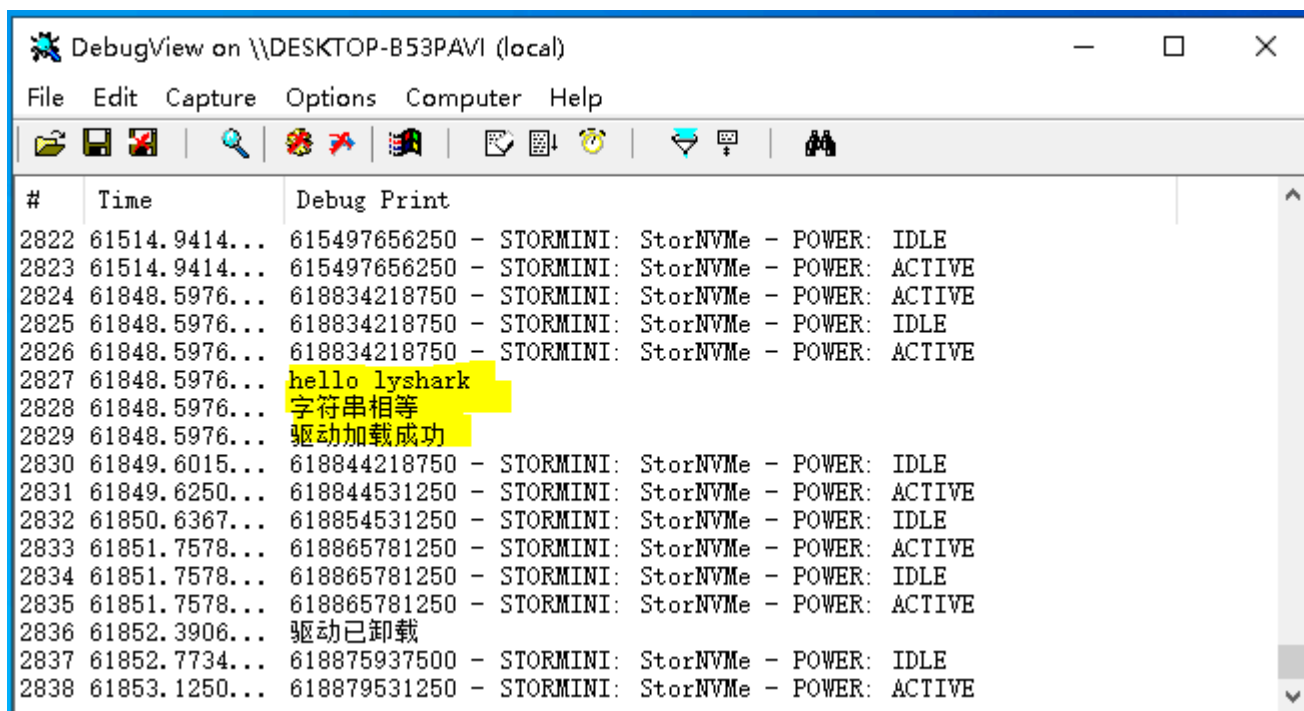 DebugView on \\DESKTOP-B53PAVI (local)
File Edit Capture Options Computer Help
# Time Debug Print
2822 61514.9414... 615497656250 - STORMINI: StorNVMe - POWER: IDLE
2823 61514.9414... 615497656250 - STORMINI: StorNVMe - POWER: ACTIVE
2824 61848.5976... 618834218750 - STORMINI: StorNVMe - POWER: ACTIVE
2825 61848.5976... 618834218750 - STORMINI: StorNVMe - POWER: IDLE
2826 61848.5976... 618834218750 - STORMINI: StorNVMe - POWER: ACTIVE
2827 61848.5976... hello lyshark
2828 61848.5976... 字符串相等
2829 61848.5976... 驱动加载成功
2830 61849.6015... 618844218750 - STORMINI: StorNVMe - POWER: IDLE
2831 61849.6250... 618844531250 - STORMINI: StorNVMe - POWER: ACTIVE
2832 61850.6367... 618854531250 - STORMINI: StorNVMe - POWER: IDLE
2833 61851.7578... 618865781250 - STORMINI: StorNVMe - POWER: ACTIVE
2834 61851.7578... 618865781250 - STORMINI: StorNVMe - POWER: IDLE
2835 61851.7578... 618865781250 - STORMINI: StorNVMe - POWER: ACTIVE
2836 61852.3906... 驱动已卸载
2837 61852.7734... 618875937500 - STORMINI: StorNVMe - POWER: IDLE
2838 61853.1250... 618879531250 - STORMINI: StorNVMe - POWER: ACTIVE